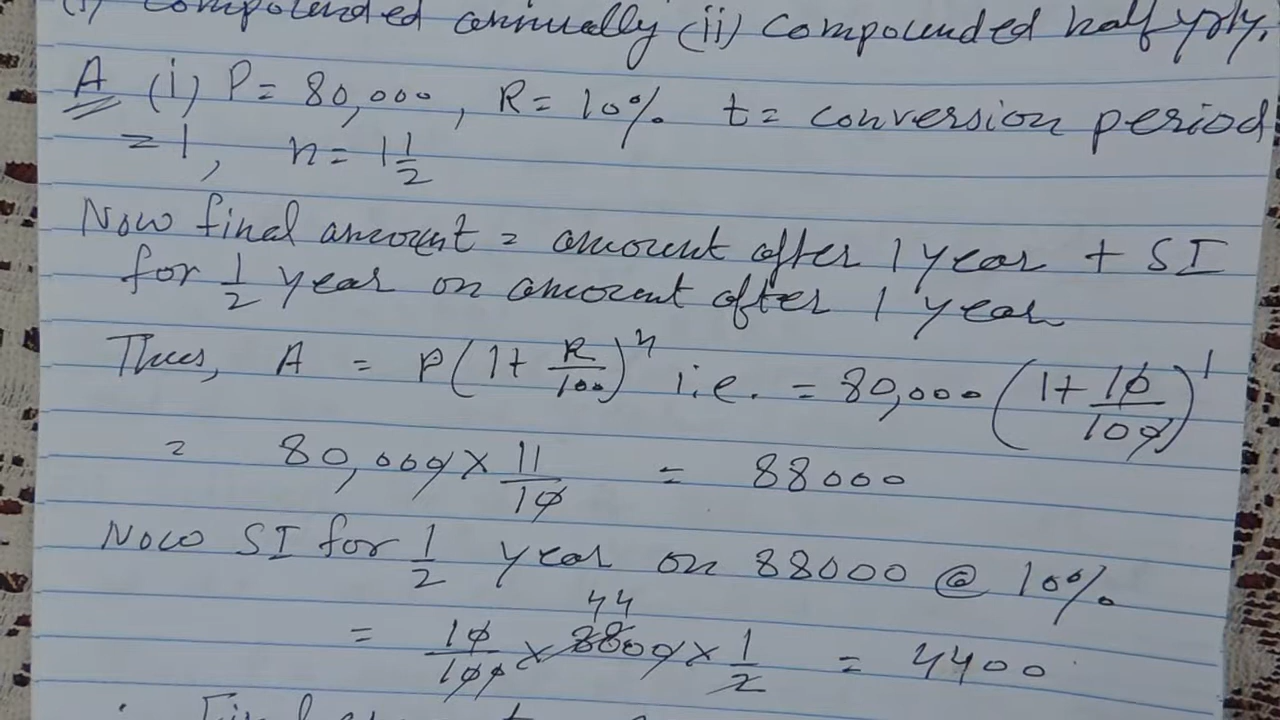 (i) compounded annually (ii) compounded half yrly.
A (i) P = 80,000, R = 10% t = conversion period
= 1, n = 1 1/2
Now final amount = amount after 1 year + SI
for 1/2 year on amount after 1 year
Thus, A = P(1 + R/100)^n i.e. = 80,000 (1 + 10/100)^1
= 80,000 × 11/10 = 88000
Now SI for 1/2 year on 88000 @ 10%
44
= 10/100 × 8800 × 1/2 = 4400